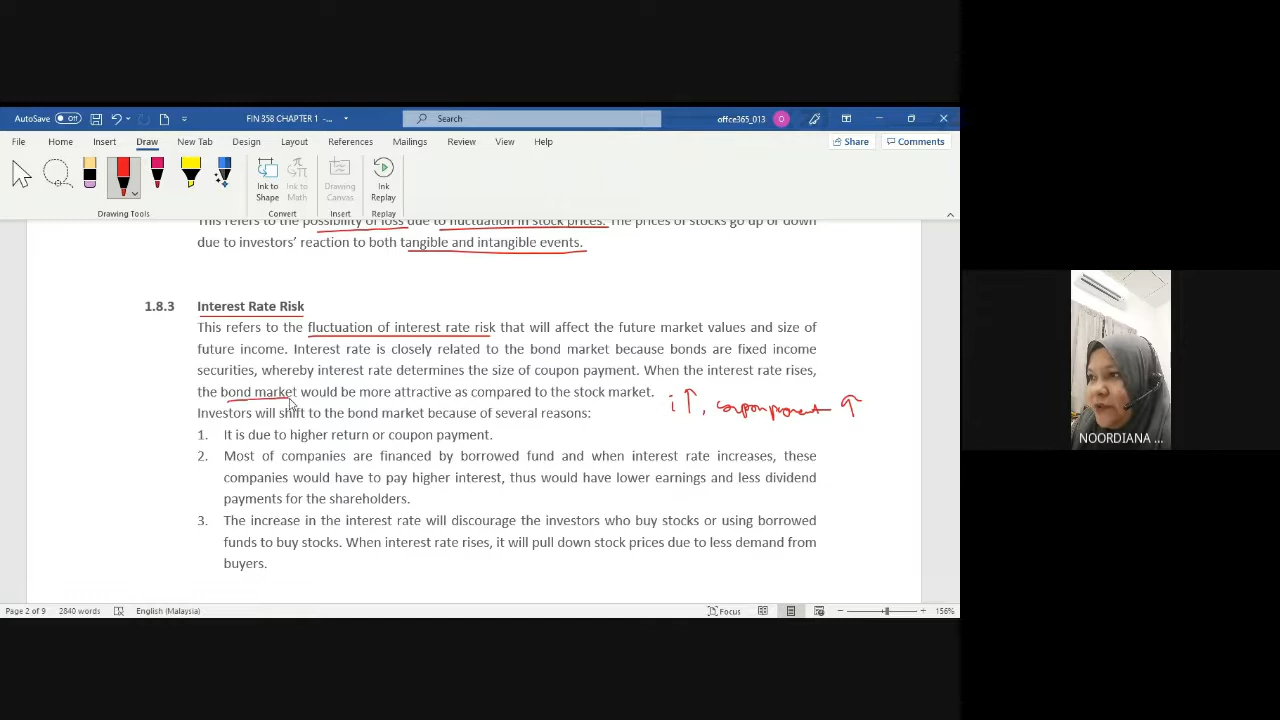 AutoSave Off FIN 358 CHAPTER 1 -... Search offce365_013 O
File Home Insert Draw New Tab Design Layout References Mailings Review View Help Share Comments
Ink to Shape Ink to Math Drawing Canvas Ink Replay
Drawing Tools Convert Insert Replay
This refers to the possibility of loss due to fluctuation in stock prices. The prices of stocks go up or down
due to investors' reaction to both tangible and intangible events.
1.8.3 Interest Rate Risk
This refers to the fluctuation of interest rate risk that will affect the future market values and size of
future income. Interest rate is closely related to the bond market because bonds are fixed income
securities, whereby interest rate determines the size of coupon payment. When the interest rate rises,
the bond market would be more attractive as compared to the stock market.
i↑, coupon payment ↑
Investors will shift to the bond market because of several reasons:
1. It is due to higher return or coupon payment.
2. Most of companies are financed by borrowed fund and when interest rate increases, these
companies would have to pay higher interest, thus would have lower earnings and less dividend
payments for the shareholders.
3. The increase in the interest rate will discourage the investors who buy stocks or using borrowed
funds to buy stocks. When interest rate rises, it will pull down stock prices due to less demand from
buyers.
NOORDIANA ...
Page 2 of 9 2840 words English (Malaysia) Focus 156%